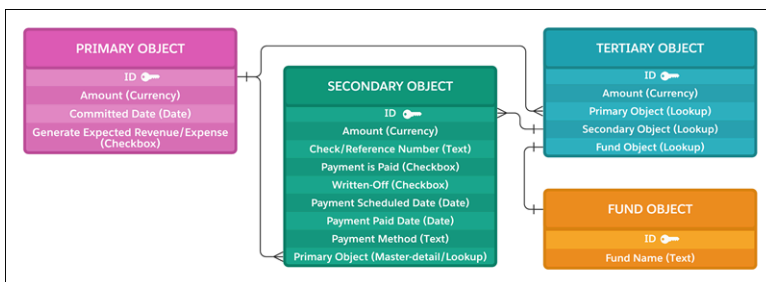 PRIMARY OBJECT
ID
Amount (Currency)
Committed Date (Date)
Generate Expected Revenue/Expense
(Checkbox)
SECONDARY OBJECT
ID
Amount (Currency)
Check/Reference Number (Text)
Payment is Paid (Checkbox)
Written-Off (Checkbox)
Payment Scheduled Date (Date)
Payment Paid Date (Date)
Payment Method (Text)
Primary Object (Master-detail/Lookup)
TERTIARY OBJECT
ID
Amount (Currency)
Primary Object (Lookup)
Secondary Object (Lookup)
Fund Object (Lookup)
FUND OBJECT
ID
Fund Name (Text)